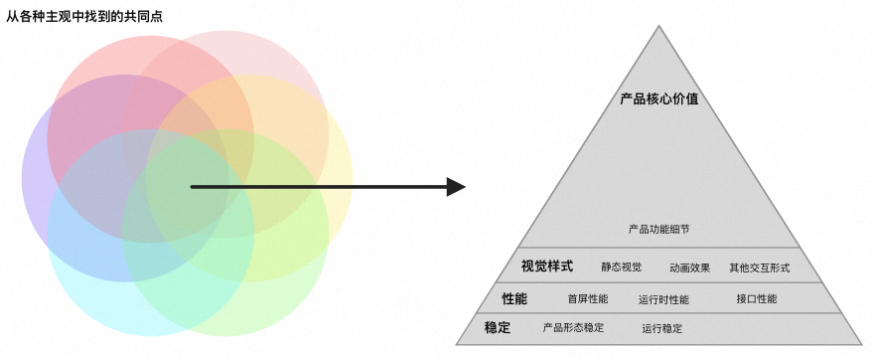 从各种主观中找到的共同点
产品核心价值
产品功能细节
视觉样式 静态视觉 动画效果 其他交互形式
性能 首屏性能 运行时性能 接口性能
稳定 产品形态稳定 运行稳定